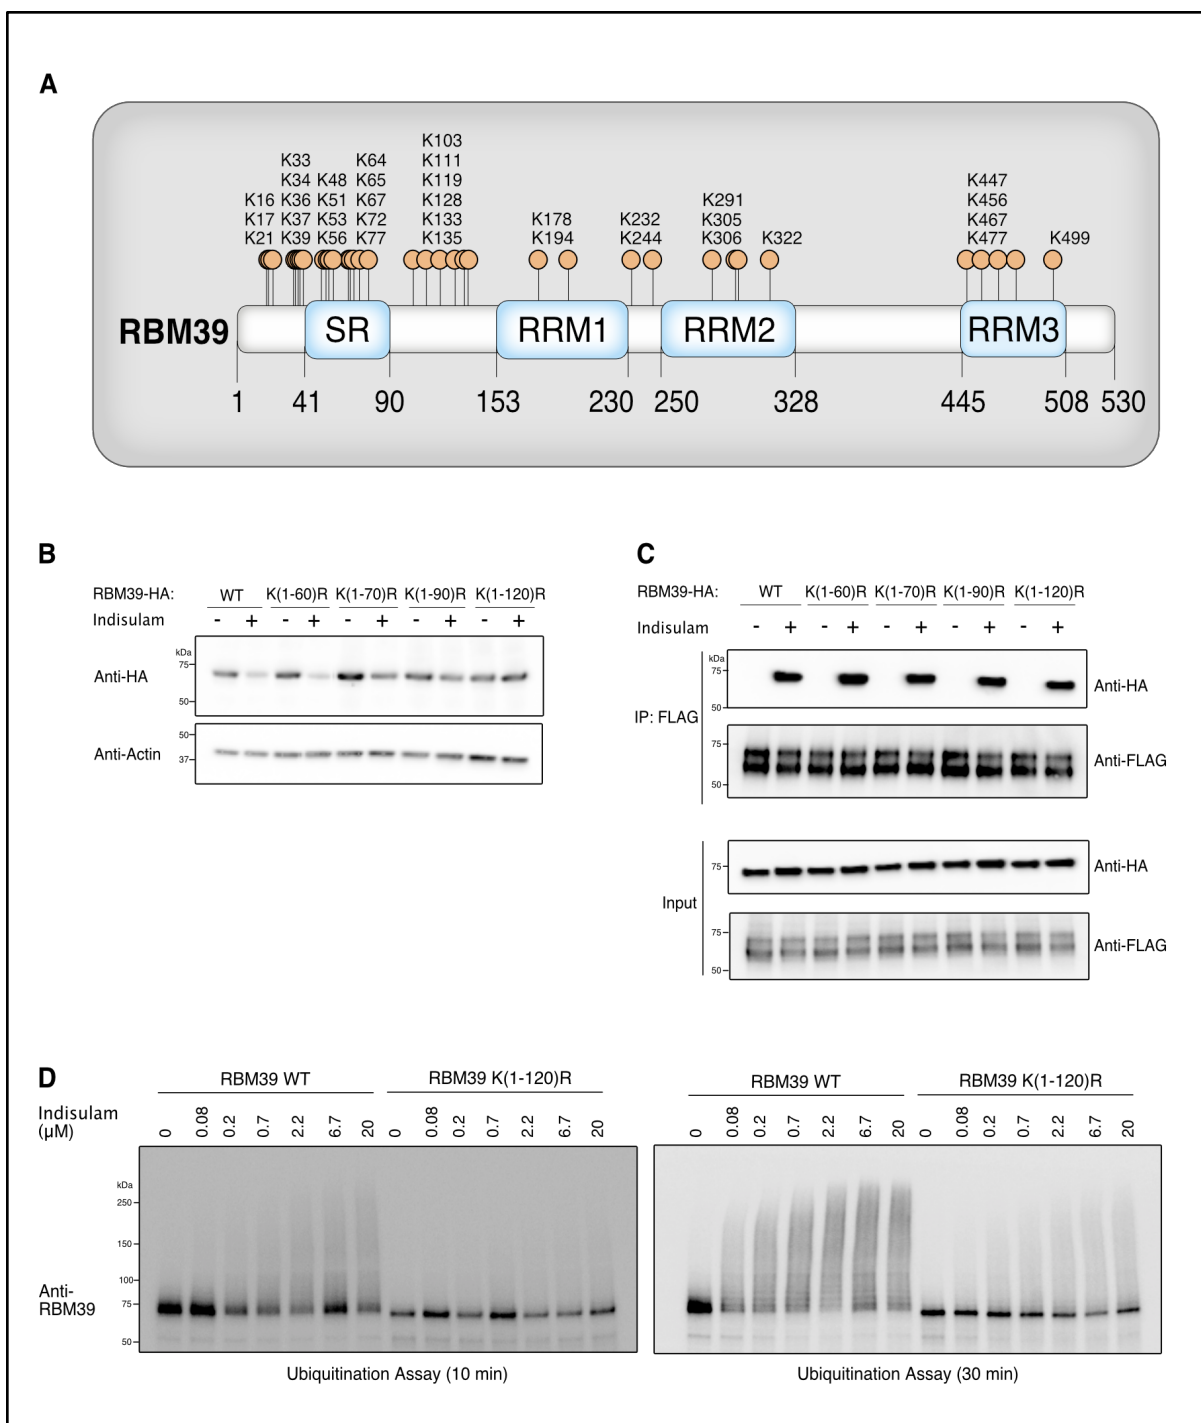 A
K103
K33 K64 K111
K34 K48 K65 K119 K447
K16 K36 K51 K67 K128 K291 K456
K17 K37 K53 K72 K133 K178 K232 K305 K467
K21 K39 K56 K77 K135 K194 K244 K306 K322 K477 K499
RBM39 SR RRM1 RRM2 RRM3
1 41 90 153 230 250 328 445 508 530
B
RBM39-HA: WT K(1-60)R K(1-70)R K(1-90)R K(1-120)R
Indisulam - + - + - + - + - +
kDa
75
Anti-HA
50
50
Anti-Actin
37
C
RBM39-HA: WT K(1-60)R K(1-70)R K(1-90)R K(1-120)R
Indisulam - + - + - + - + - +
kDa
75
Anti-HA
50
IP: FLAG
75
Anti-FLAG
50
75
Anti-HA
Input
75
Anti-FLAG
50
D
RBM39 WT RBM39 K(1-120)R RBM39 WT RBM39 K(1-120)R
Indisulam
(µM)
0 0.08 0.2 0.7 2.2 6.7 20 0 0.08 0.2 0.7 2.2 6.7 20 0 0.08 0.2 0.7 2.2 6.7 20 0 0.08 0.2 0.7 2.2 6.7 20
kDa
250
150
100
75
50
Anti-
RBM39
Ubiquitination Assay (10 min) Ubiquitination Assay (30 min)